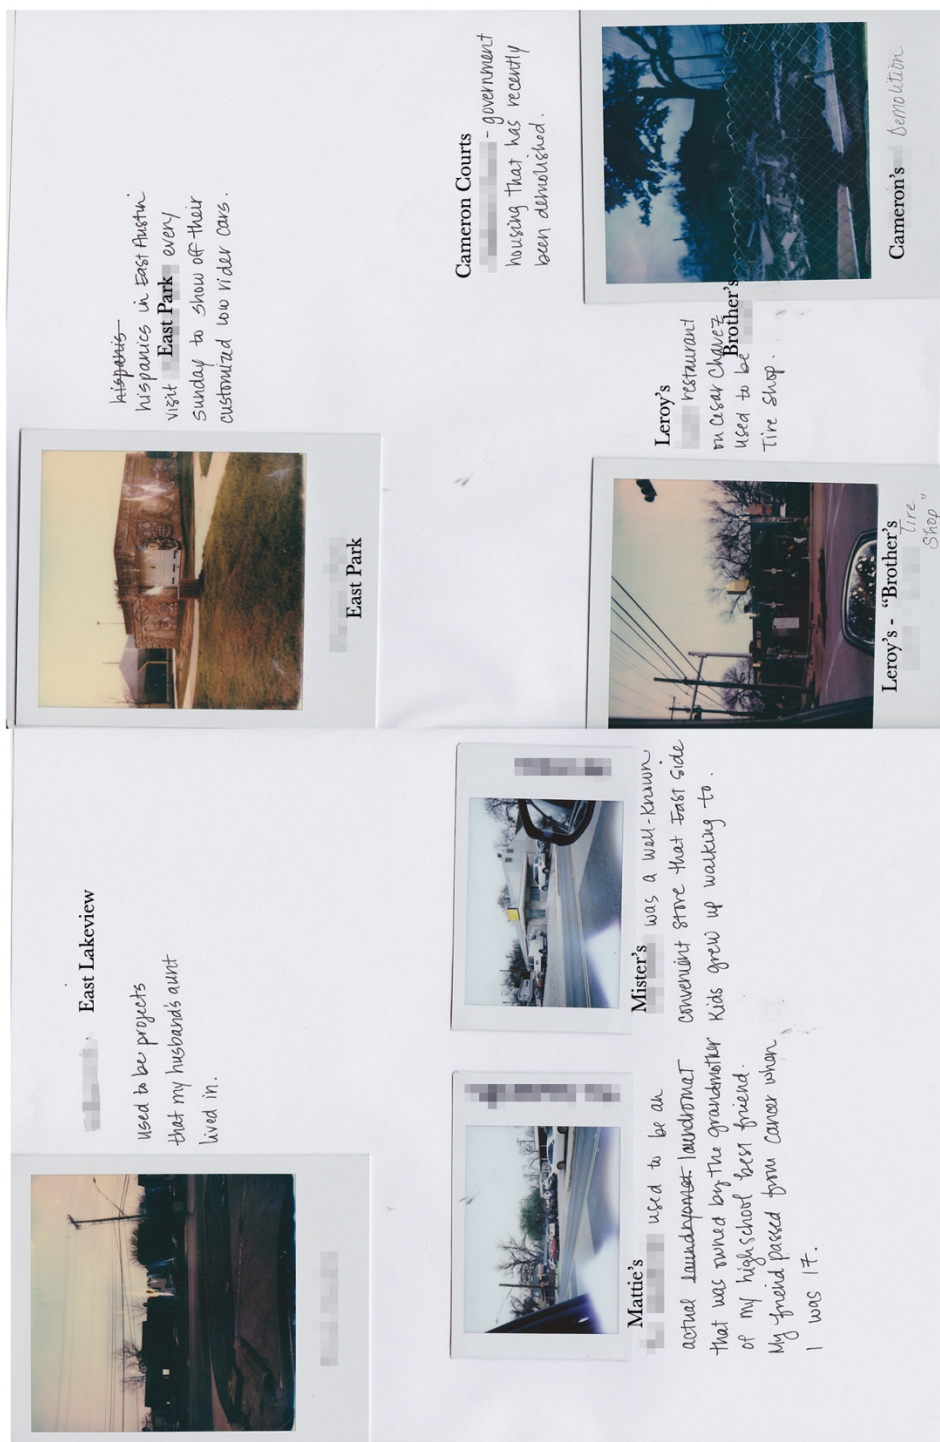 East Lakeview
used to be projects
that my husband's aunt
lived in.
hispanis
hispanics in East Austin
visit East Park every
Sunday to show off their
customized low rider cars.
East Park
Mattie's
used to be an
actual laundryomat laundromat
that was owned by the grandmother
of my highschool best friend.
My friend passed from cancer when
I was 17.
Mister's was a well-known
convenient store that East side
kids grew up walking to.
Cameron Courts
- government
housing that has recently
been demolished.
Cameron's Demolition
Leroy's
restaurant
on Cesar Chavez
used to be Brother's
Tire Shop.
Leroy's - "Brother's
Tire
Shop"